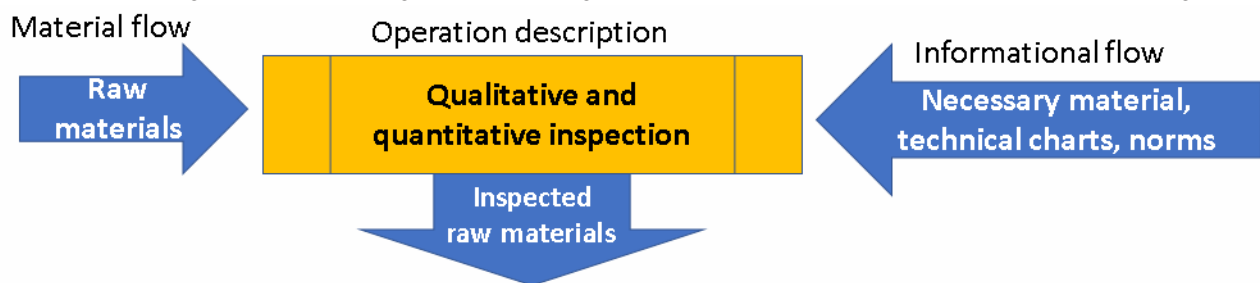 Material flow
Operation description
Informational flow
Raw
materials
Qualitative and
quantitative inspection
Necessary material,
technical charts, norms
Inspected
raw materials